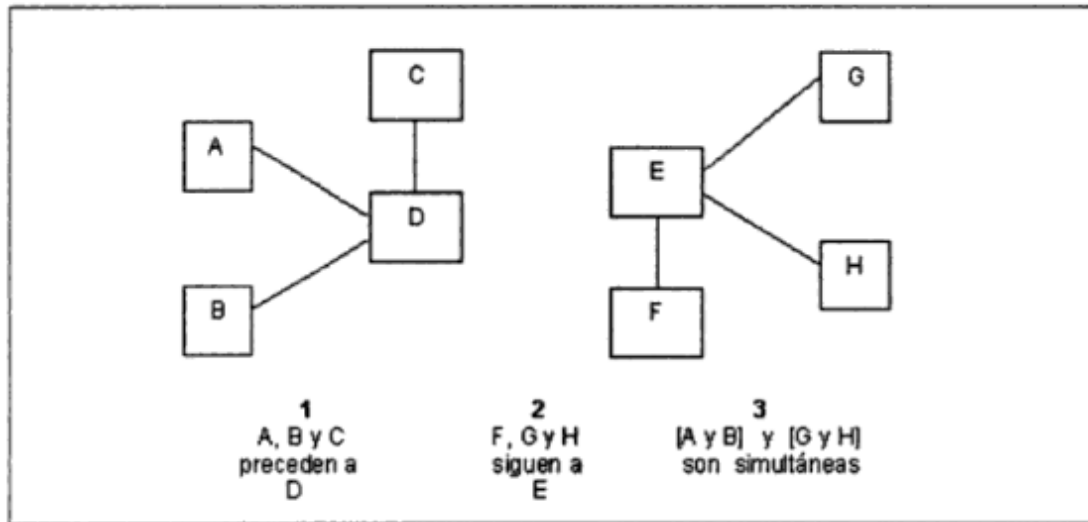 C
G
A
E
D
H
B
F
1
A, B y C
preceden a
D
2
F, G y H
siguen a
E
3
[A y B] y [G y H]
son simultáneas